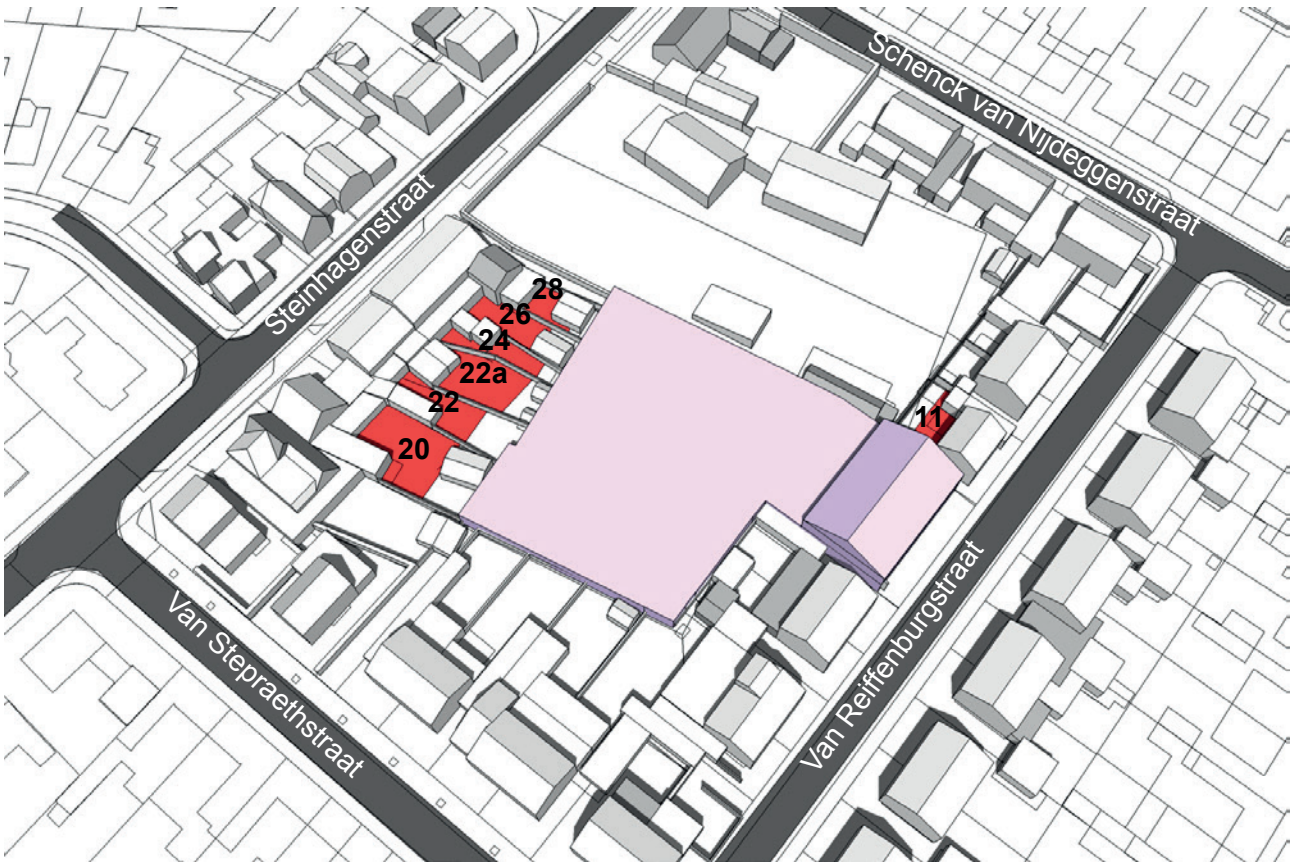 Schenck van Nijdeggenstraat
Steinhagenstraat
28
26
24
22a
22
20
11
Van Stepraethstraat
Van Reiffenburgstraat